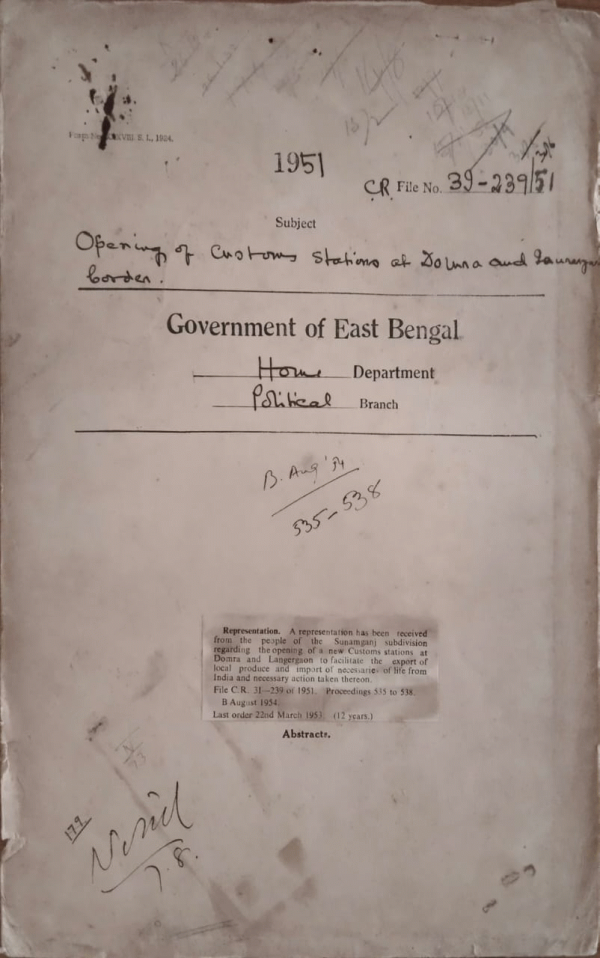 1951
CR File No. 39-239/51
Subject
Opening of Customs Stations at Dolura and
border.
Government of East Bengal
Home Department
Political Branch
B. Aug '54
535-538
Representation. A representation has been received
from the people of the Sunamganj subdivision
regarding the opening of a new Customs stations at
Domra and Langergaon to facilitate the export of
local produce and import of necessaries of life from
India and necessary action taken thereon.
File C.R. 31—239 of 1951. Proceedings 535 to 538.
B August 1954.
Last order 22nd March 1953. (12 years.)
Abstracts.
179
7.8.